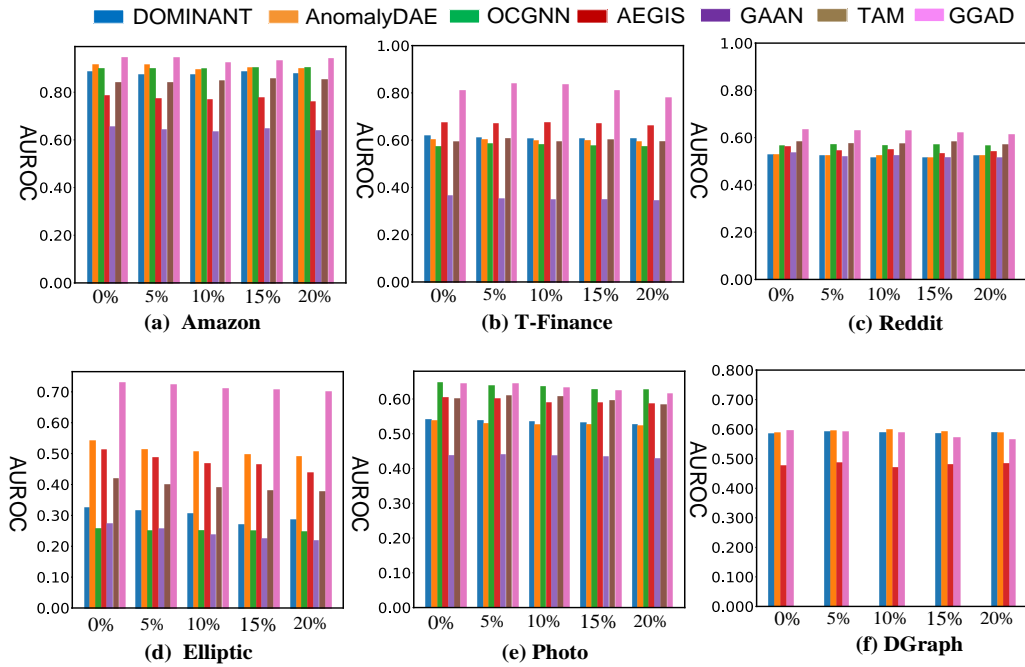 DOMINANT AnomalyDAE OCGNN AEGIS GAAN TAM GGAD
AUROC
0.80
0.60
0.40
0.20
0.00
0% 5% 10% 15% 20%
(a) Amazon
AUROC
1.00
0.80
0.60
0.40
0.20
0.00
0% 5% 10% 15% 20%
(b) T-Finance
AUROC
1.00
0.80
0.60
0.40
0.20
0.00
0% 5% 10% 15% 20%
(c) Reddit
AUROC
0.70
0.60
0.50
0.40
0.30
0.20
0.10
0.00
0% 5% 10% 15% 20%
(d) Elliptic
AUROC
0.60
0.50
0.40
0.30
0.20
0.10
0.00
0% 5% 10% 15% 20%
(e) Photo
AUROC
0.800
0.700
0.600
0.500
0.400
0.300
0.200
0.100
0.000
0% 5% 10% 15% 20%
(f) DGraph